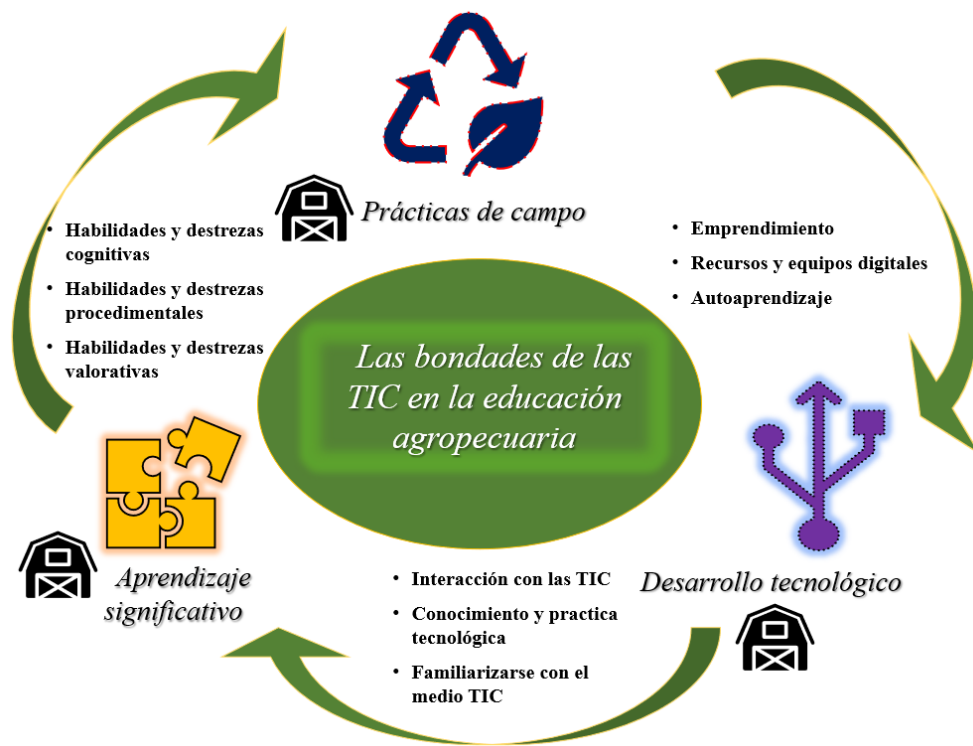 Prácticas de campo
• Habilidades y destrezas
cognitivas
• Habilidades y destrezas
procedimentales
• Habilidades y destrezas
valorativas
• Emprendimiento
• Recursos y equipos digitales
• Autoaprendizaje
Las bondades de las
TIC en la educación
agropecuaria
Aprendizaje
significativo
• Interacción con las TIC
• Conocimiento y practica
tecnológica
• Familiarizarse con el
medio TIC
Desarrollo tecnológico